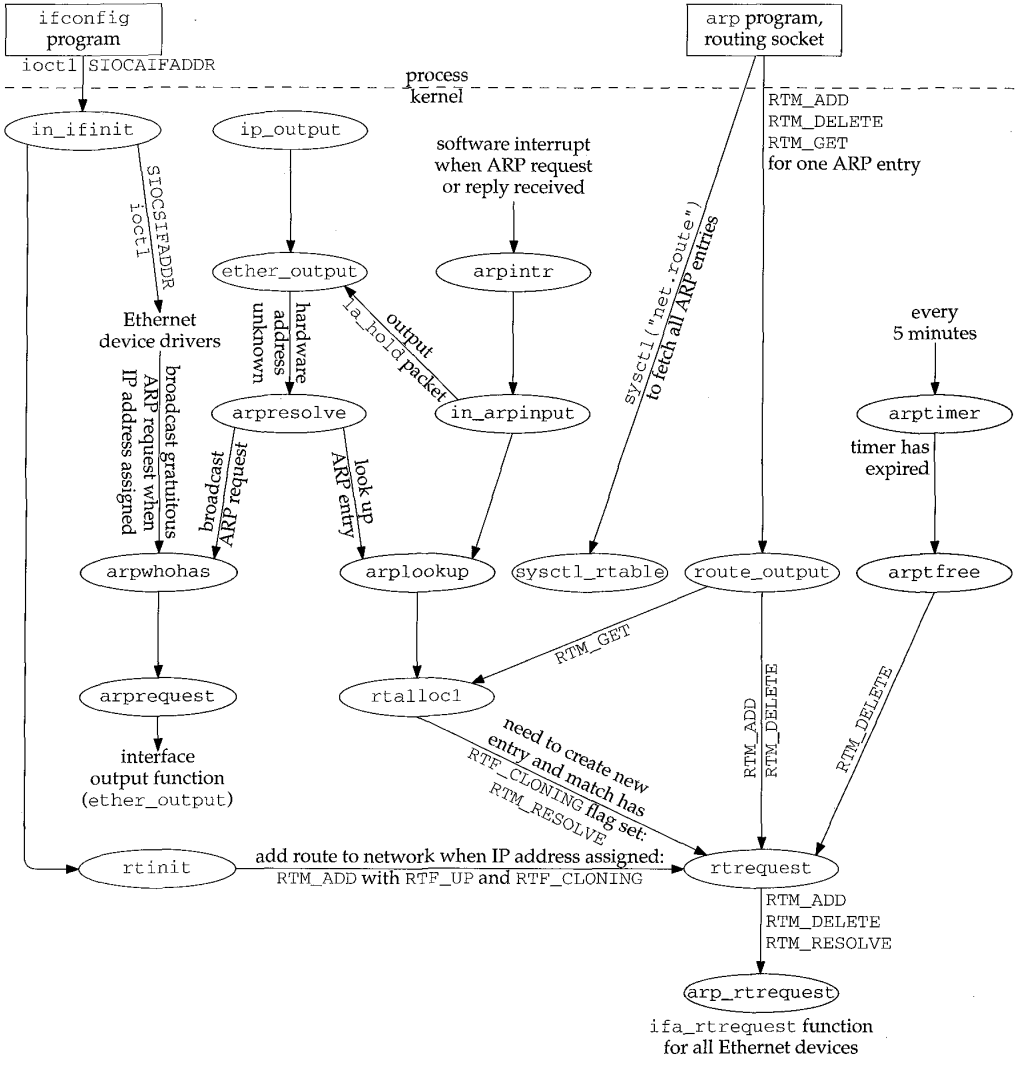 ifconfig
program
arp program,
routing socket
ioctl SIOCAIFADDR
process
kernel
RTM_ADD
RTM_DELETE
RTM_GET
for one ARP entry
in_ifinit
ip_output
software interrupt
when ARP request
or reply received
SIOCSIFADDR
ioctl
sysctl("net.route")
to fetch all ARP entries
ether_output
arpintr
every
5 minutes
Ethernet
device drivers
hardware
address
unknown
output
la_hold packet
broadcast gratuitous
ARP request when
IP address assigned
arpresolve
in_arpinput
arptimer
timer has
expired
broadcast
ARP request
look up
ARP entry
arpwhohas
arplookup
sysctl_rtable
route_output
arptfree
RTM_GET
arprequest
rtalloc1
RTM_ADD
RTM_DELETE
RTM_DELETE
need to create new
entry and match has
RTF_CLONING flag set:
RTM_RESOLVE
interface
output function
(ether_output)
rtinit
add route to network when IP address assigned:
RTM_ADD with RTF_UP and RTF_CLONING
rtrequest
RTM_ADD
RTM_DELETE
RTM_RESOLVE
arp_rtrequest
ifa_rtrequest function
for all Ethernet devices